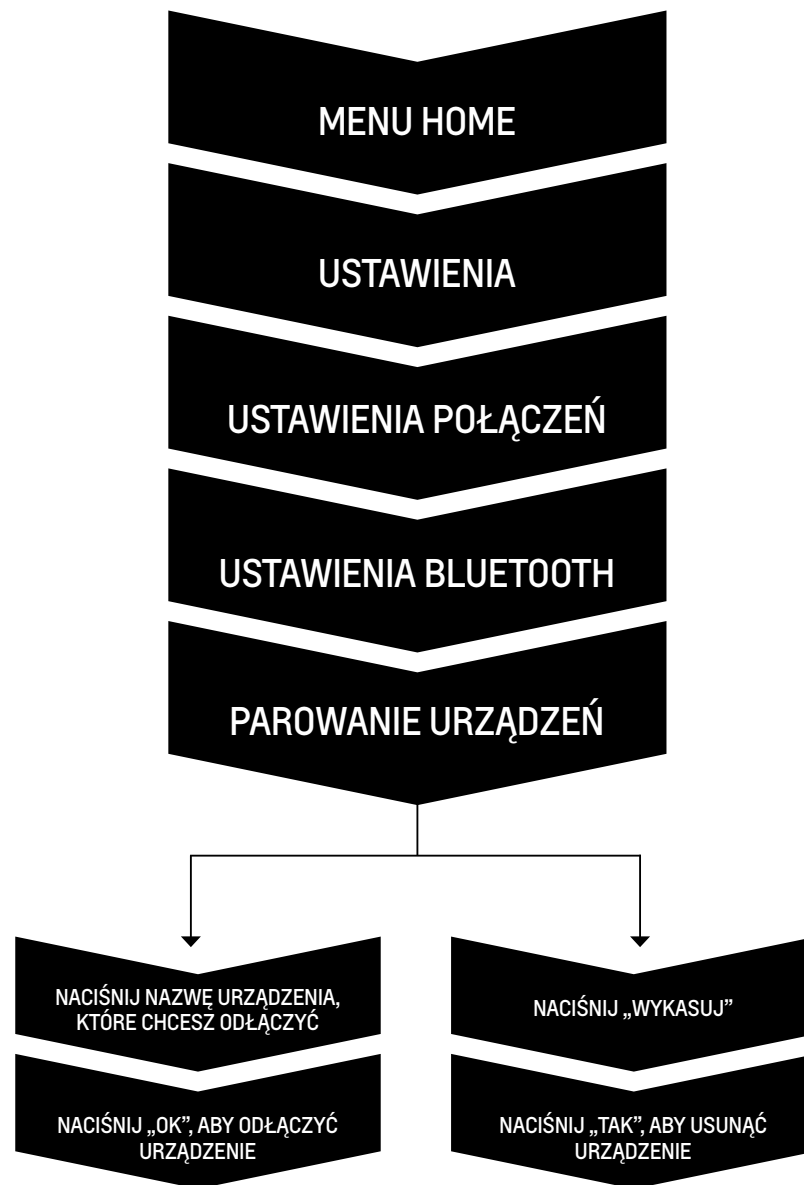 MENU HOME
USTAWIENIA
USTAWIENIA POŁĄCZEŃ
USTAWIENIA BLUETOOTH
PAROWANIE URZĄDZEŃ
NACIŚNIJ NAZWĘ URZĄDZENIA,
KTÓRE CHCESZ ODŁĄCZYĆ
NACIŚNIJ „OK”, ABY ODŁĄCZYĆ
URZĄDZENIE
NACIŚNIJ „WYKASUJ”
NACIŚNIJ „TAK”, ABY USUNĄĆ
URZĄDZENIE